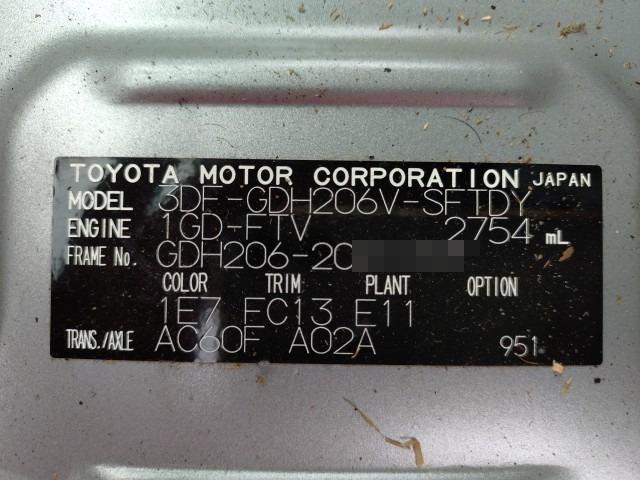 TOYOTA MOTOR CORPORATION JAPAN
MODEL 3DF-GDH206V-SFTDY
ENGINE 1GD-FTV 2754 mL
FRAME No. GDH206-20
COLOR TRIM PLANT OPTION
1E7 FC13 E11
TRANS./AXLE AC60F A02A 951